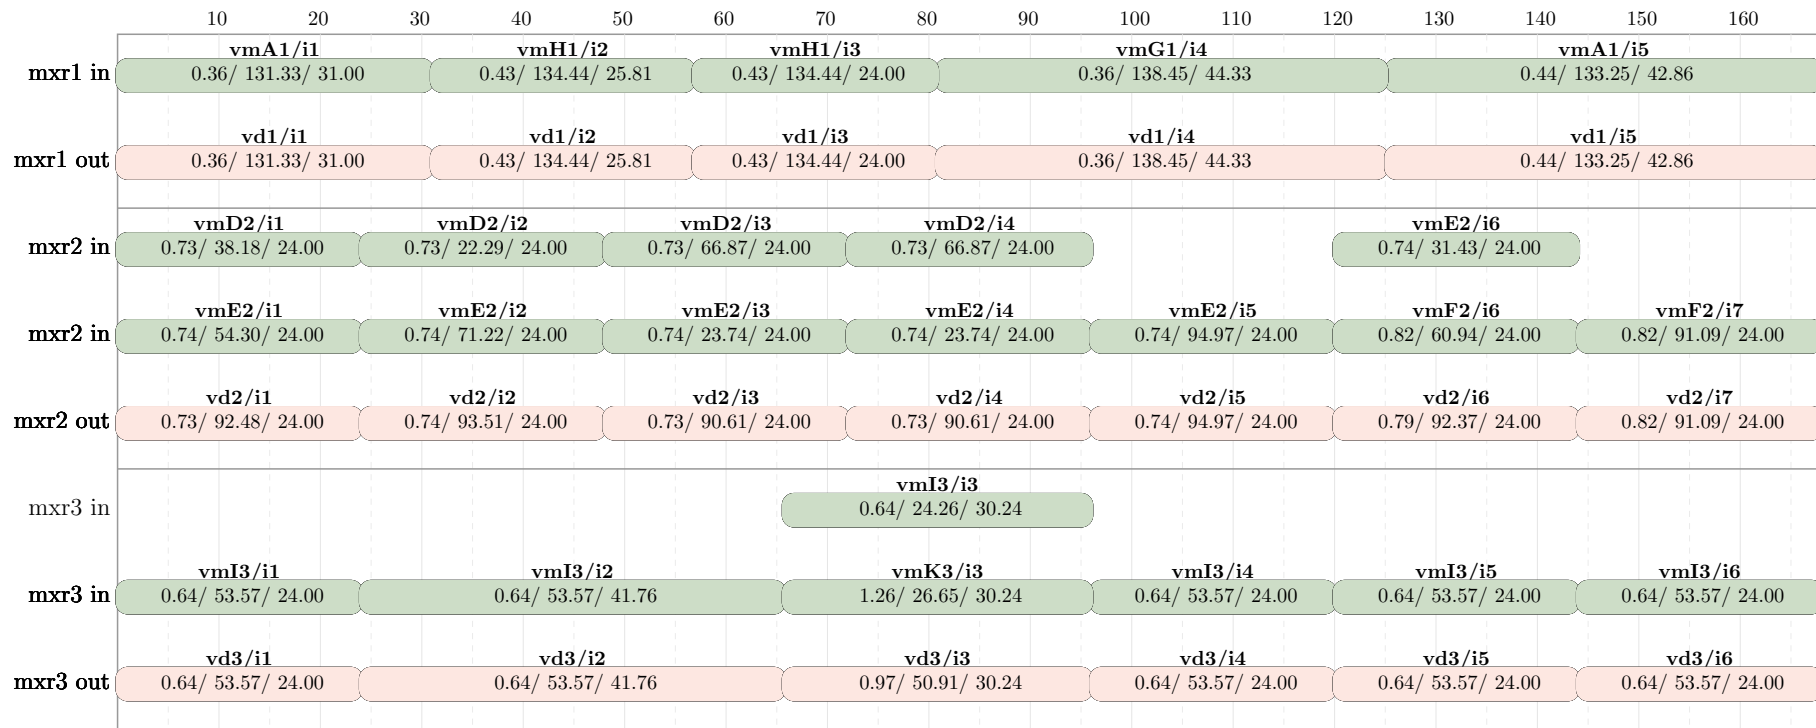 10 20 30 40 50 60 70 80 90 100 110 120 130 140 150 160
vmA1/i1 vmH1/i2 vmH1/i3 vmG1/i4 vmA1/i5
mxr1 in 0.36/ 131.33/ 31.00 0.43/ 134.44/ 25.81 0.43/ 134.44/ 24.00 0.36/ 138.45/ 44.33 0.44/ 133.25/ 42.86
vd1/i1 vd1/i2 vd1/i3 vd1/i4 vd1/i5
mxr1 out 0.36/ 131.33/ 31.00 0.43/ 134.44/ 25.81 0.43/ 134.44/ 24.00 0.36/ 138.45/ 44.33 0.44/ 133.25/ 42.86
vmD2/i1 vmD2/i2 vmD2/i3 vmD2/i4 vmE2/i6
mxr2 in 0.73/ 38.18/ 24.00 0.73/ 22.29/ 24.00 0.73/ 66.87/ 24.00 0.73/ 66.87/ 24.00 0.74/ 31.43/ 24.00
vmE2/i1 vmE2/i2 vmE2/i3 vmE2/i4 vmE2/i5 vmF2/i6 vmF2/i7
mxr2 in 0.74/ 54.30/ 24.00 0.74/ 71.22/ 24.00 0.74/ 23.74/ 24.00 0.74/ 23.74/ 24.00 0.74/ 94.97/ 24.00 0.82/ 60.94/ 24.00 0.82/ 91.09/ 24.00
vd2/i1 vd2/i2 vd2/i3 vd2/i4 vd2/i5 vd2/i6 vd2/i7
mxr2 out 0.73/ 92.48/ 24.00 0.74/ 93.51/ 24.00 0.73/ 90.61/ 24.00 0.73/ 90.61/ 24.00 0.74/ 94.97/ 24.00 0.79/ 92.37/ 24.00 0.82/ 91.09/ 24.00
vmI3/i3
mxr3 in 0.64/ 24.26/ 30.24
vmI3/i1 vmI3/i2 vmK3/i3 vmI3/i4 vmI3/i5 vmI3/i6
mxr3 in 0.64/ 53.57/ 24.00 0.64/ 53.57/ 41.76 1.26/ 26.65/ 30.24 0.64/ 53.57/ 24.00 0.64/ 53.57/ 24.00 0.64/ 53.57/ 24.00
vd3/i1 vd3/i2 vd3/i3 vd3/i4 vd3/i5 vd3/i6
mxr3 out 0.64/ 53.57/ 24.00 0.64/ 53.57/ 41.76 0.97/ 50.91/ 30.24 0.64/ 53.57/ 24.00 0.64/ 53.57/ 24.00 0.64/ 53.57/ 24.00